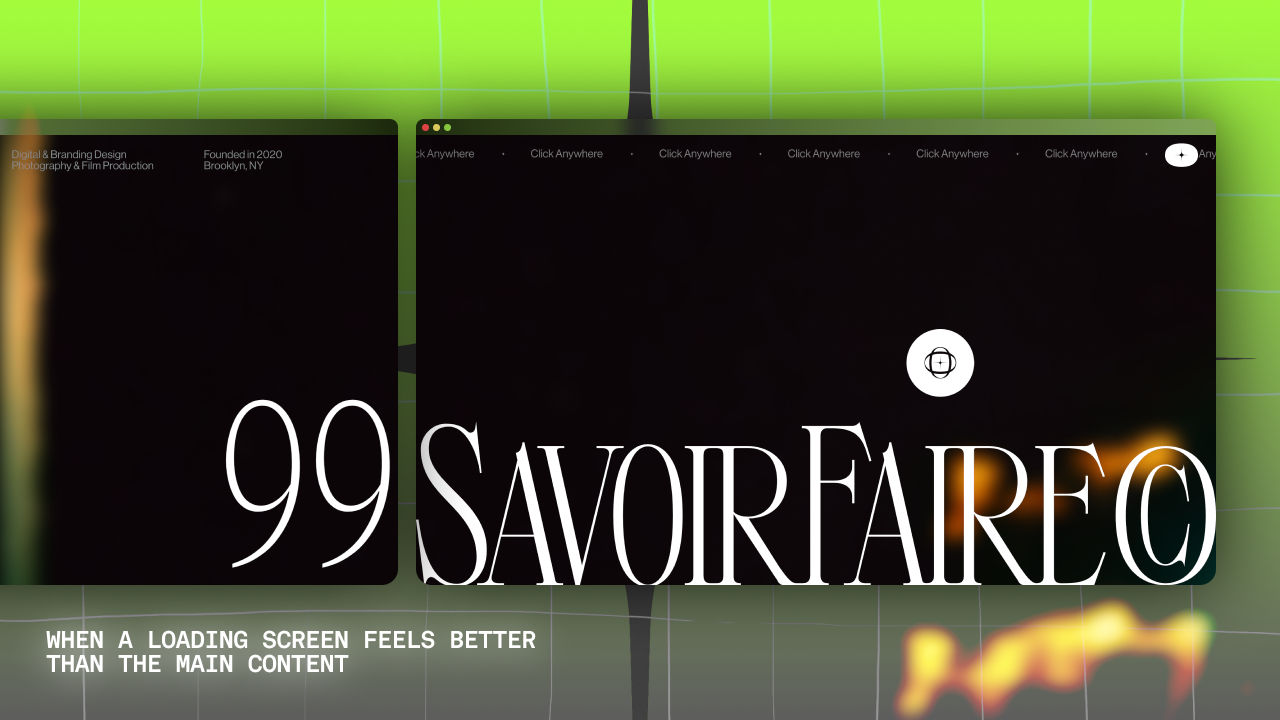 Digital & Branding Design
Photography & Film Production
Founded in 2020
Brooklyn, NY
99
ck Anywhere · Click Anywhere · Click Anywhere · Click Anywhere · Click Anywhere · Click Anywhere · Any
SAVOIRFAIRE©
WHEN A LOADING SCREEN FEELS BETTER
THAN THE MAIN CONTENT